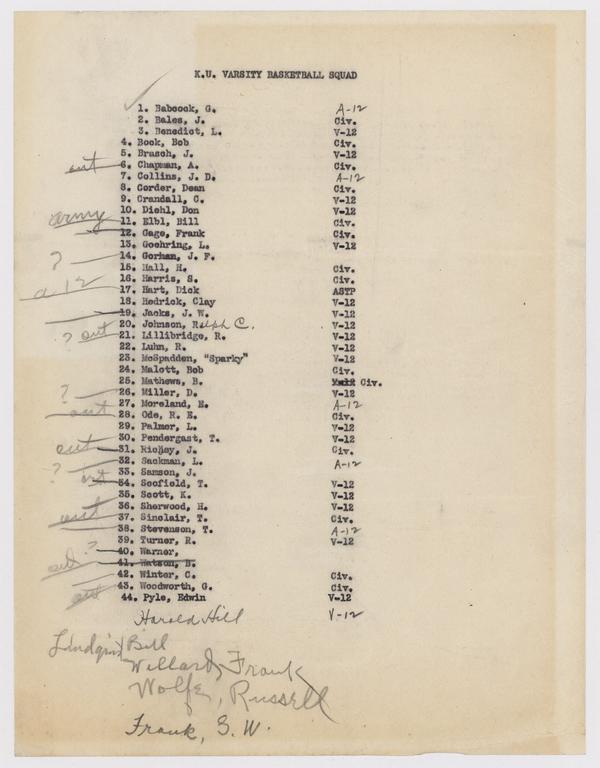 K.U. VARSITY BASKETBALL SQUAD
1. Babcock, G. A-12
2. Bales, J. Civ.
3. Benedict, L. V-12
4. Bock, Bob Civ.
5. Brasch, J. V-12
out 6. Chapman, A. Civ.
7. Collins, J. D. A-12
8. Corder, Dean Civ.
9. Crandall, C. V-12
10. Diehl, Don V-12
army 11. Elbl, Bill Civ.
12. Gage, Frank Civ.
13. Goehring, L. V-12
? 14. Gorham, J. F.
15. Hall, H. Civ.
16. Harris, S. Civ.
a-12 17. Hart, Dick ASTP
18. Hedrick, Clay V-12
19. Jacks, J. W. V-12
20. Johnson, Ralph C. V-12
? out 21. Lillibridge, R. V-12
22. Luhn, R. V-12
23. McSpadden, "Sparky" V-12
24. Malott, Bob Civ.
25. Mathews, B. Civ.
? 26. Miller, D. V-12
27. Moreland, E. A-12
out 28. Ode, R. E. Civ.
29. Palmer, L. V-12
30. Pendergast, T. V-12
out 31. Richey, J. Civ.
? 32. Sackman, L. A-12
33. Samson, J.
out 34. Scofield, T. V-12
35. Scott, K. V-12
36. Sherwood, H. V-12
out 37. Sinclair, T. Civ.
38. Stevenson, T. A-12
39. Turner, R. V-12
? 40. Warner,
out 41. Watson, B.
42. Winter, C. Civ.
out 43. Woodworth, G. Civ.
44. Pyle, Edwin V-12
Harold Hill V-12
Lindquist Bill
Willard, Frank
Wolfe, Russell
Frank, S. W.